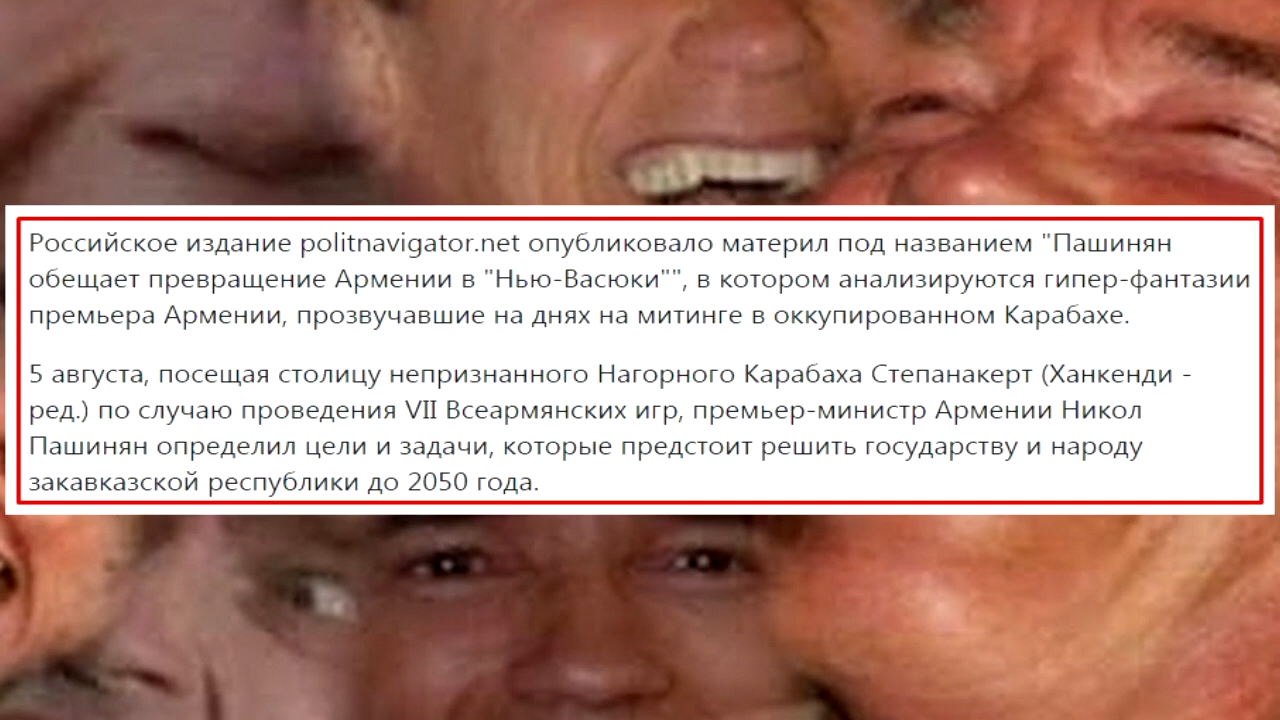 Российское издание politnavigator.net опубликовало материл под названием "Пашинян
обещает превращение Армении в "Нью-Васюки"", в котором анализируются гипер-фантазии
премьера Армении, прозвучавшие на днях на митинге в оккупированном Карабахе.
5 августа, посещая столицу непризнанного Нагорного Карабаха Степанакерт (Ханкенди -
ред.) по случаю проведения VII Всеармянских игр, премьер-министр Армении Никол
Пашинян определил цели и задачи, которые предстоит решить государству и народу
закавказской республики до 2050 года.